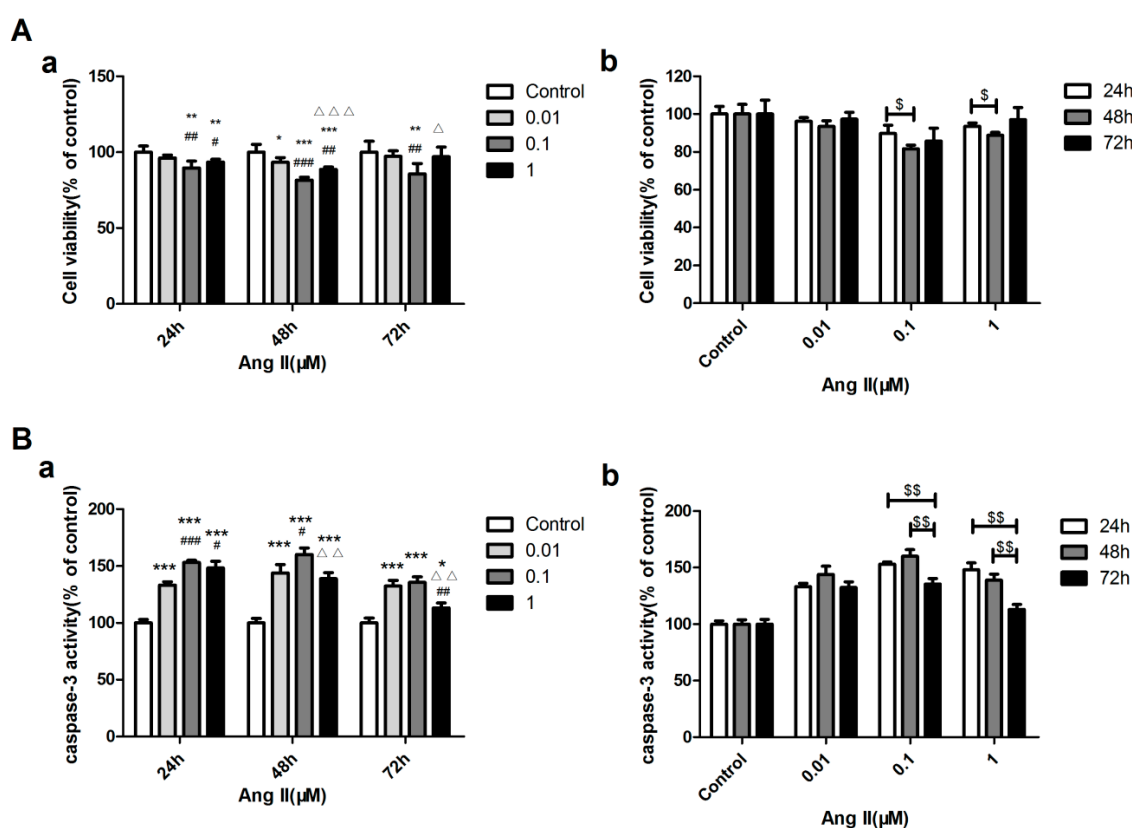 A
a
Cell viability(% of control)
150
100
50
0
** ** △ △ △ ** △
## # * *** *** ##
### ##
24h 48h 72h
Ang II(μM)
Control
0.01
0.1
1
b
Cell viability(% of control)
120
100
80
60
40
20
0
$ $
Control 0.01 0.1 1
Ang II(μM)
24h
48h
72h
B
a
caspase-3 activity(% of control)
200
150
100
50
0
*** *** *** *** *** *
*** ### # *** # △ △ *** △ △
##
24h 48h 72h
Ang II(μM)
Control
0.01
0.1
1
b
caspase-3 activity(% of control)
200
150
100
50
0
$$ $$
$$ $$
Control 0.01 0.1 1
Ang II(μM)
24h
48h
72h